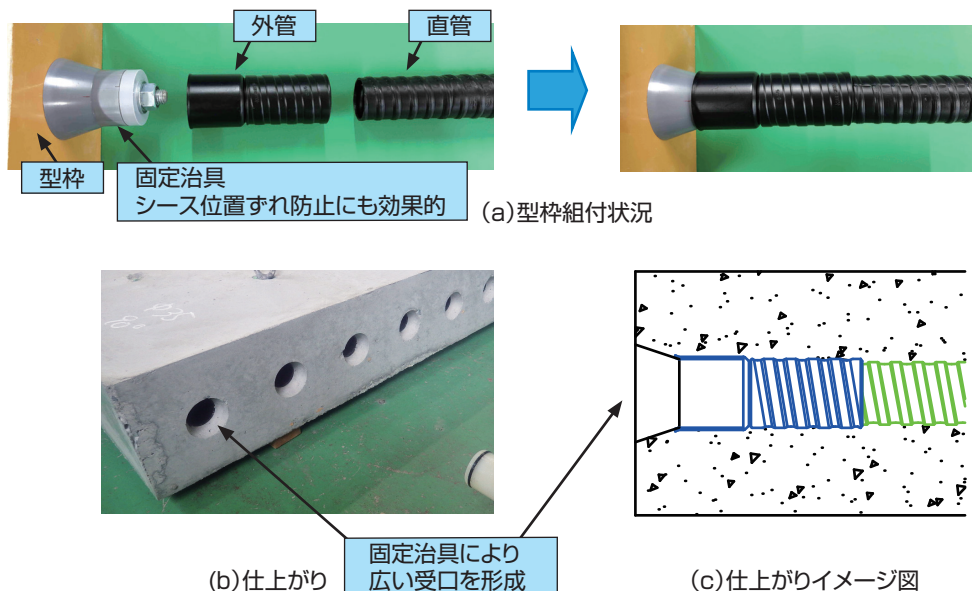 外管
直管
型枠
固定治具
シース位置ずれ防止にも効果的
(a)型枠組付状況
(b)仕上がり
固定治具により
広い受口を形成
(c)仕上がりイメージ図